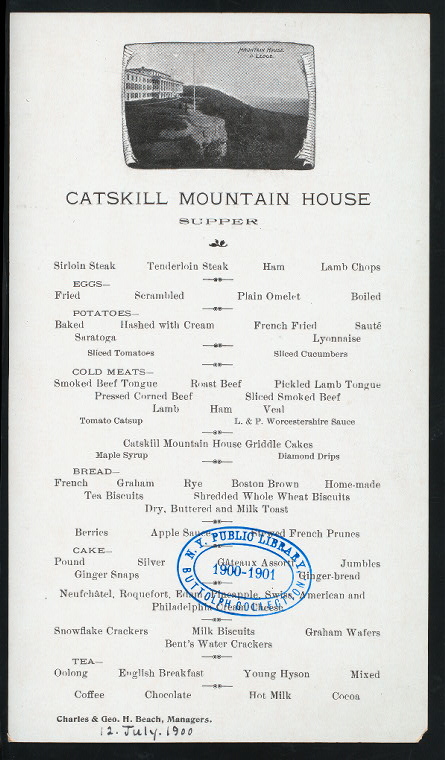 MOUNTAIN HOUSE
& LEDGE.
CATSKILL MOUNTAIN HOUSE
SUPPER
Sirloin Steak Tenderloin Steak Ham Lamb Chops
EGGS—
Fried Scrambled Plain Omelet Boiled
POTATOES—
Baked Hashed with Cream French Fried Sauté
Saratoga Lyonnaise
Sliced Tomatoes Sliced Cucumbers
COLD MEATS—
Smoked Beef Tongue Roast Beef Pickled Lamb Tongue
Pressed Corned Beef Sliced Smoked Beef
Lamb Ham Veal
Tomato Catsup L. & P. Worcestershire Sauce
Catskill Mountain House Griddle Cakes
Maple Syrup Diamond Drips
BREAD—
French Graham Rye Boston Brown Home-made
Tea Biscuits Shredded Whole Wheat Biscuits
Dry, Buttered and Milk Toast
Berries Apple Sauce Stewed French Prunes
CAKE—
Pound Silver Gâteaux Assortis Jumbles
Ginger Snaps Ginger-bread
N. Y. PUBLIC LIBRARY
1900-1901
BUTTOLPH COLLECTION
Neufchâtel, Roquefort, Edam, Pineapple, Swiss, American and
Philadelphia Cream Cheese
Snowflake Crackers Milk Biscuits Graham Wafers
Bent's Water Crackers
TEA—
Oolong English Breakfast Young Hyson Mixed
Coffee Chocolate Hot Milk Cocoa
Charles & Geo. H. Beach, Managers.
12. July. 1900